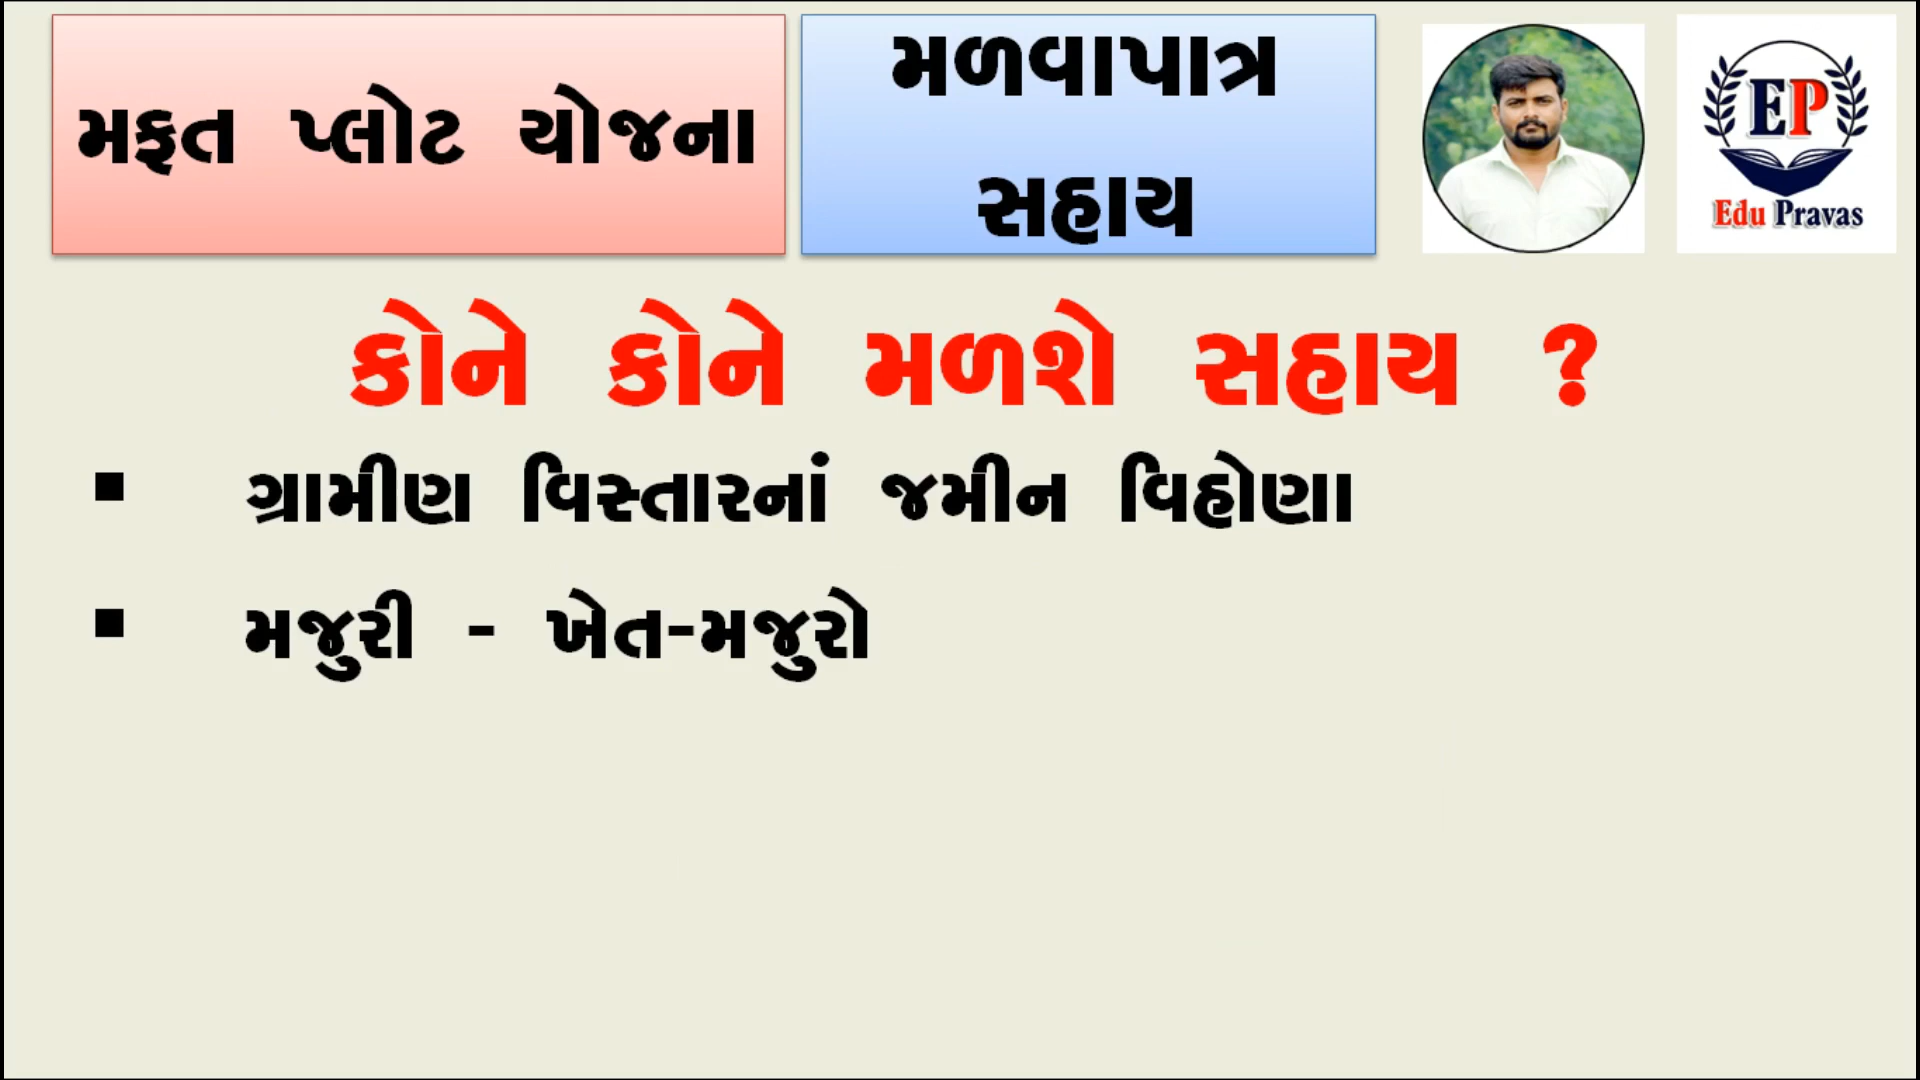 મફત પ્લોટ યોજના
મળવાપાત્ર
સહાય
EP
Edu Pravas
કોને કોને મળશે સહાય ?
▪ ગ્રામીણ વિસ્તારનાં જમીન વિહોણા
▪ મજુરી - ખેત-મજુરો